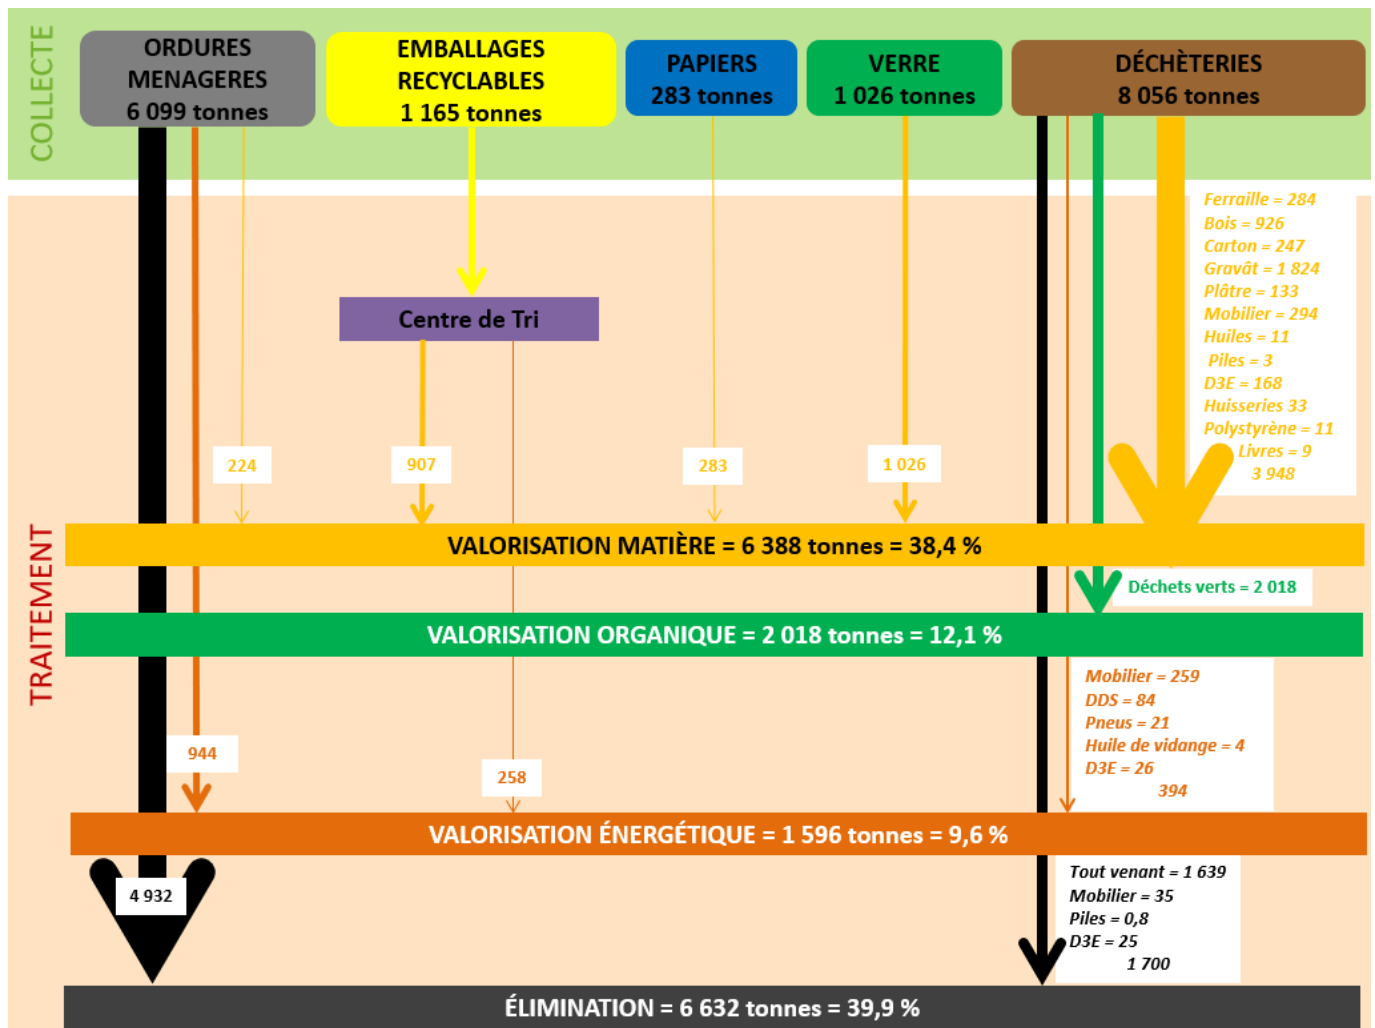 COLLECTE
ORDURES
MENAGERES
6 099 tonnes
EMBALLAGES
RECYCLABLES
1 165 tonnes
PAPIERS
283 tonnes
VERRE
1 026 tonnes
DÉCHÈTERIES
8 056 tonnes
Ferraille = 284
Bois = 926
Carton = 247
Gravât = 1 824
Plâtre = 133
Mobilier = 294
Huiles = 11
Piles = 3
D3E = 168
Huisseries 33
Polystyrène = 11
Livres = 9
3 948
Centre de Tri
224
907
283
1 026
TRAITEMENT
VALORISATION MATIÈRE = 6 388 tonnes = 38,4 %
Déchets verts = 2 018
VALORISATION ORGANIQUE = 2 018 tonnes = 12,1 %
Mobilier = 259
DDS = 84
Pneus = 21
Huile de vidange = 4
D3E = 26
394
944
258
VALORISATION ÉNERGÉTIQUE = 1 596 tonnes = 9,6 %
4 932
Tout venant = 1 639
Mobilier = 35
Piles = 0,8
D3E = 25
1 700
ÉLIMINATION = 6 632 tonnes = 39,9 %